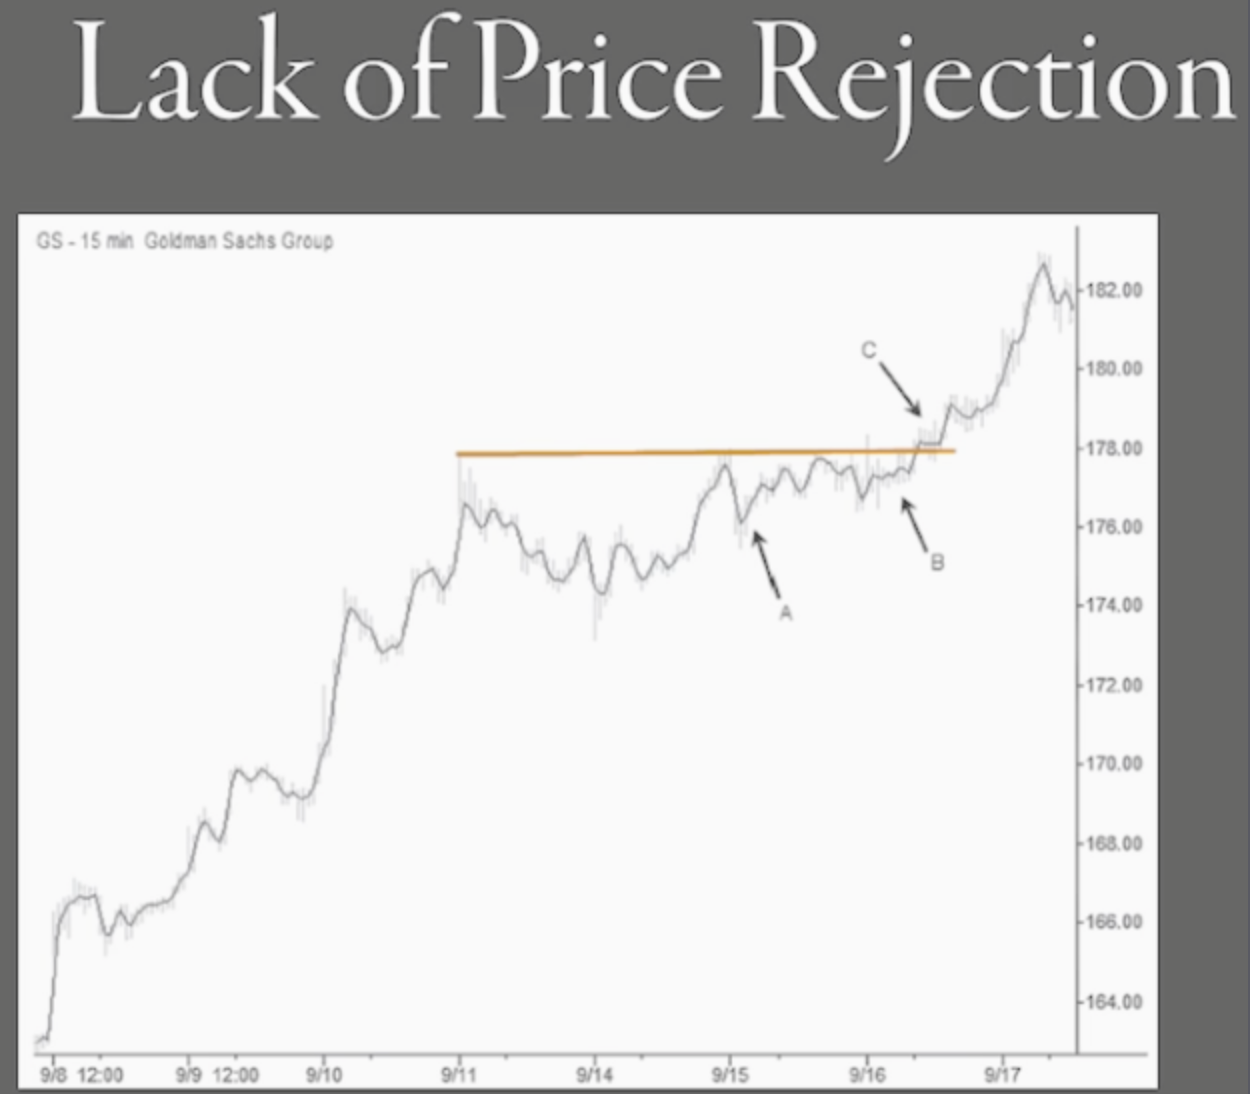 Lack of Price Rejection
GS - 15 min Goldman Sachs Group
182.00
C
180.00
178.00
176.00
B
A
174.00
172.00
170.00
168.00
166.00
164.00
9/8 12:00 9/9 12:00 9/10 9/11 9/14 9/15 9/16 9/17